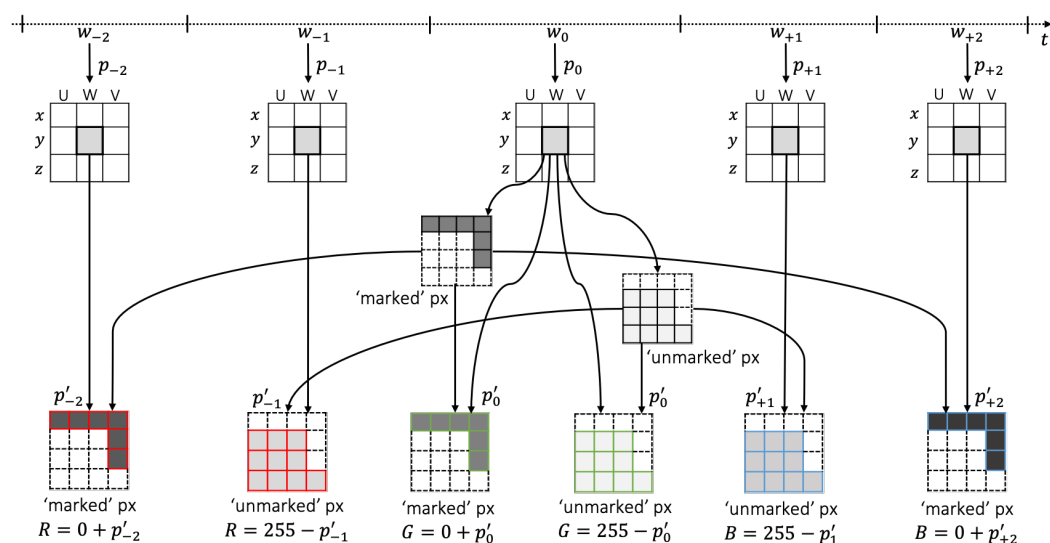 w₋₂ w₋₁ w₀ w₊₁ w₊₂ t
p₋₂ p₋₁ p₀ p₊₁ p₊₂
U W V U W V U W V U W V U W V
x x x x
y y y y
z z z z
'marked' px
'unmarked' px
p′₋₂ p′₋₁ p′₀ p′₀ p′₊₁ p′₊₂
'marked' px 'unmarked' px 'marked' px 'unmarked' px 'unmarked' px 'marked' px
R = 0 + p′₋₂ R = 255 − p′₋₁ G = 0 + p′₀ G = 255 − p′₀ B = 255 − p′₁ B = 0 + p′₊₂